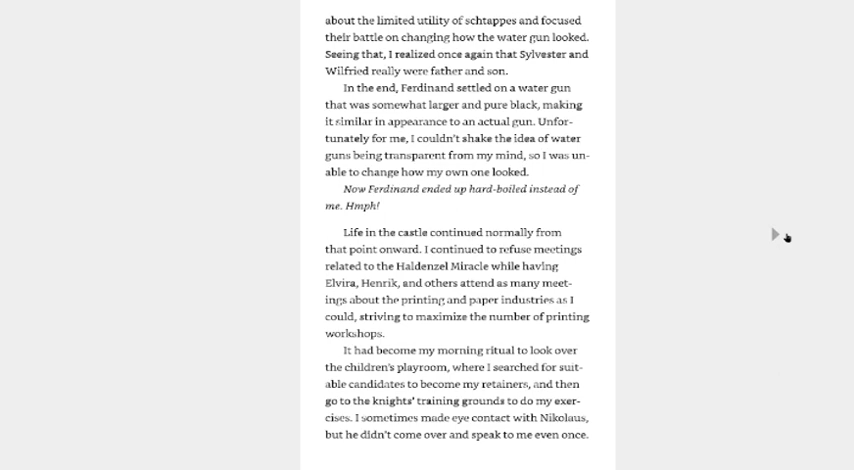 about the limited utility of schtappes and focused
their battle on changing how the water gun looked.
Seeing that, I realized once again that Sylvester and
Wilfried really were father and son.
In the end, Ferdinand settled on a water gun
that was somewhat larger and pure black, making
it similar in appearance to an actual gun. Unfor-
tunately for me, I couldn't shake the idea of water
guns being transparent from my mind, so I was un-
able to change how my own one looked.
Now Ferdinand ended up hard-boiled instead of
me. Hmph!
Life in the castle continued normally from
that point onward. I continued to refuse meetings
related to the Haldenzel Miracle while having
Elvira, Henrik, and others attend as many meet-
ings about the printing and paper industries as I
could, striving to maximize the number of printing
workshops.
It had become my morning ritual to look over
the children's playroom, where I searched for suit-
able candidates to become my retainers, and then
go to the knights' training grounds to do my exer-
cises. I sometimes made eye contact with Nikolaus,
but he didn't come over and speak to me even once.